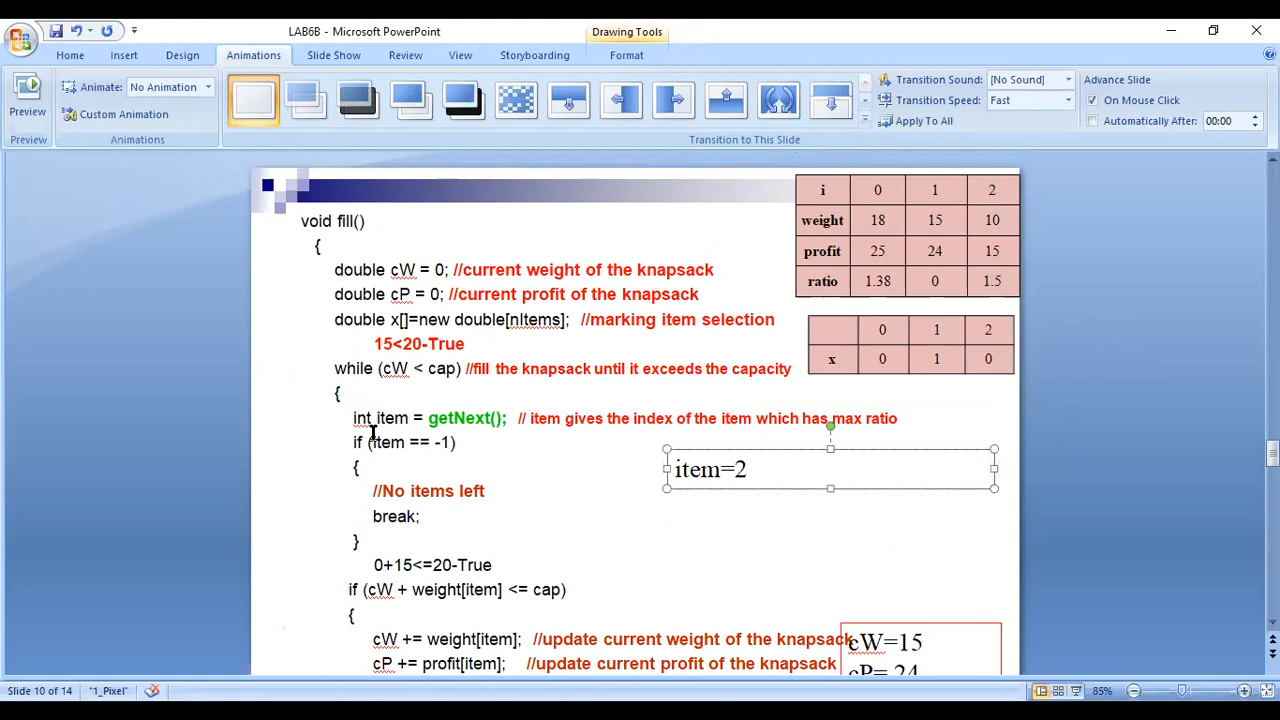 LAB6B - Microsoft PowerPoint
Drawing Tools
Home Insert Design Animations Slide Show Review View Storyboarding Format
Preview
Animate: No Animation
Custom Animation
Transition Sound: [No Sound]
Transition Speed: Fast
Apply To All
Advance Slide
On Mouse Click
Automatically After: 00:00
Preview Animations Transition to This Slide
i 0 1 2
weight 18 15 10
profit 25 24 15
ratio 1.38 0 1.5
0 1 2
x 0 1 0
void fill()
{
double cW = 0; //current weight of the knapsack
double cP = 0; //current profit of the knapsack
double x[]=new double[nItems]; //marking item selection
15<20-True
while (cW < cap) //fill the knapsack until it exceeds the capacity
{
int item = getNext(); // item gives the index of the item which has max ratio
if (item == -1)
item=2
{
//No items left
break;
}
0+15<=20-True
if (cW + weight[item] <= cap)
{
cW += weight[item]; //update current weight of the knapsack
cP += profit[item]; //update current profit of the knapsack
cW=15
cP= 24
Slide 10 of 14 "1_Pixel" 85%